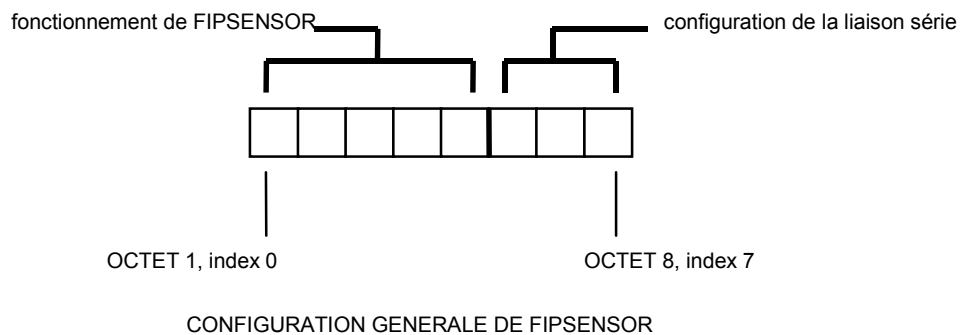 fonctionnement de FIPSENSOR
configuration de la liaison série
OCTET 1, index 0
OCTET 8, index 7
CONFIGURATION GENERALE DE FIPSENSOR